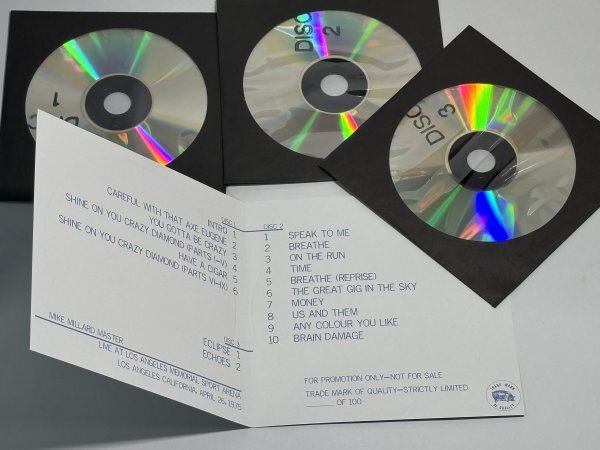 DISC 1
DISC 2
DISC 3
DISC 1
INTRO 1
CAREFUL WITH THAT AXE EUGENE 2
YOU GOTTA BE CRAZY 3
SHINE ON YOU CRAZY DIAMOND (PARTS I-V) 4
HAVE A CIGAR 5
SHINE ON YOU CRAZY DIAMOND (PARTS VI-IX) 6
DISC 3
ECLIPSE 1
ECHOES 2
MIKE MILLARD MASTER
LIVE AT LOS ANGELES MEMORIAL SPORT ARENA
LOS ANGELES CALIFORNIA, APRIL 26, 1975
DISC 2
1 SPEAK TO ME
2 BREATHE
3 ON THE RUN
4 TIME
5 BREATHE (REPRISE)
6 THE GREAT GIG IN THE SKY
7 MONEY
8 US AND THEM
9 ANY COLOUR YOU LIKE
10 BRAIN DAMAGE
FOR PROMOTION ONLY—NOT FOR SALE
TRADE MARK OF QUALITY—STRICTLY LIMITED
_____ OF 100
TRADE MARK
OF QUALITY